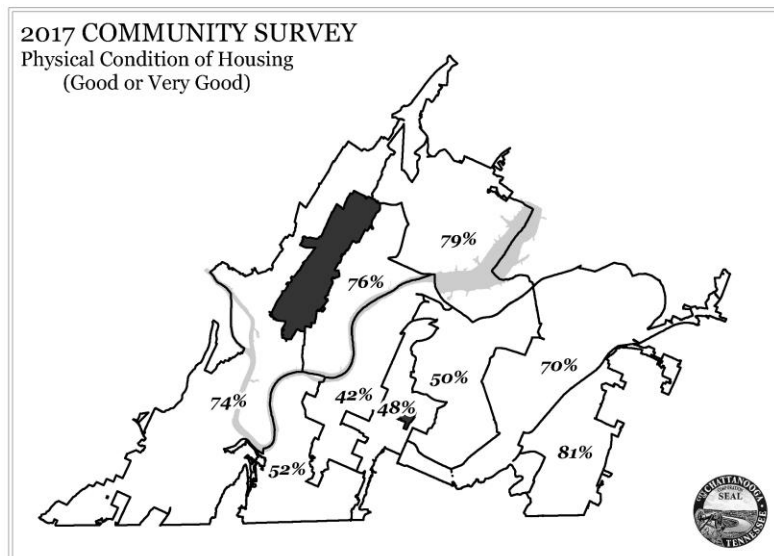 2017 COMMUNITY SURVEY
Physical Condition of Housing
(Good or Very Good)
79%
76%
74%
42%
48%
50%
70%
52%
81%
CHATTANOOGA
SEAL
TENNESSEE